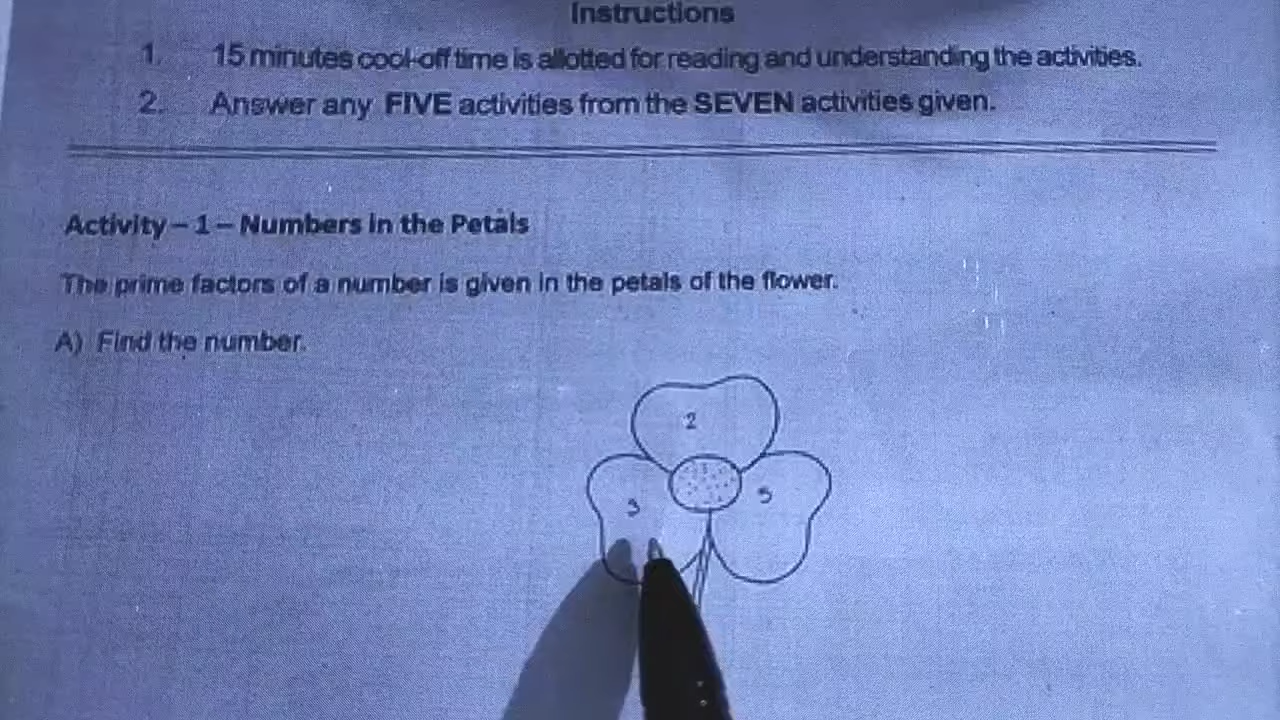 Instructions
1. 15 minutes cool-off time is allotted for reading and understanding the activities.
2. Answer any FIVE activities from the SEVEN activities given.
Activity – 1 – Numbers in the Petals
The prime factors of a number is given in the petals of the flower.
A) Find the number.
2
3
5